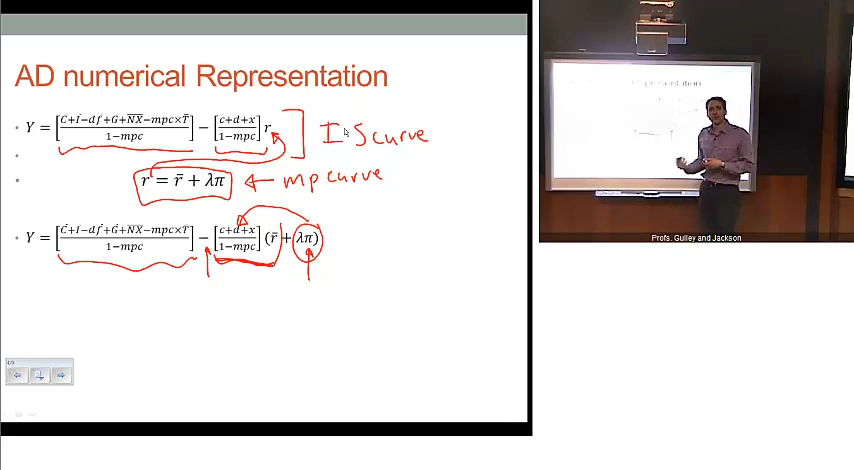 AD numerical Representation
• Y = [C̄+Ī−df̄+Ḡ+N̄X̄−mpc×T̄ / 1−mpc] − [c+d+x / 1−mpc] r ] IS curve
•
• r = r̄ + λπ ← mp curve
• Y = [C̄+Ī−df̄+Ḡ+N̄X̄−mpc×T̄ / 1−mpc] − [c+d+x / 1−mpc] (r̄ + λπ)
Profs. Gulley and Jackson